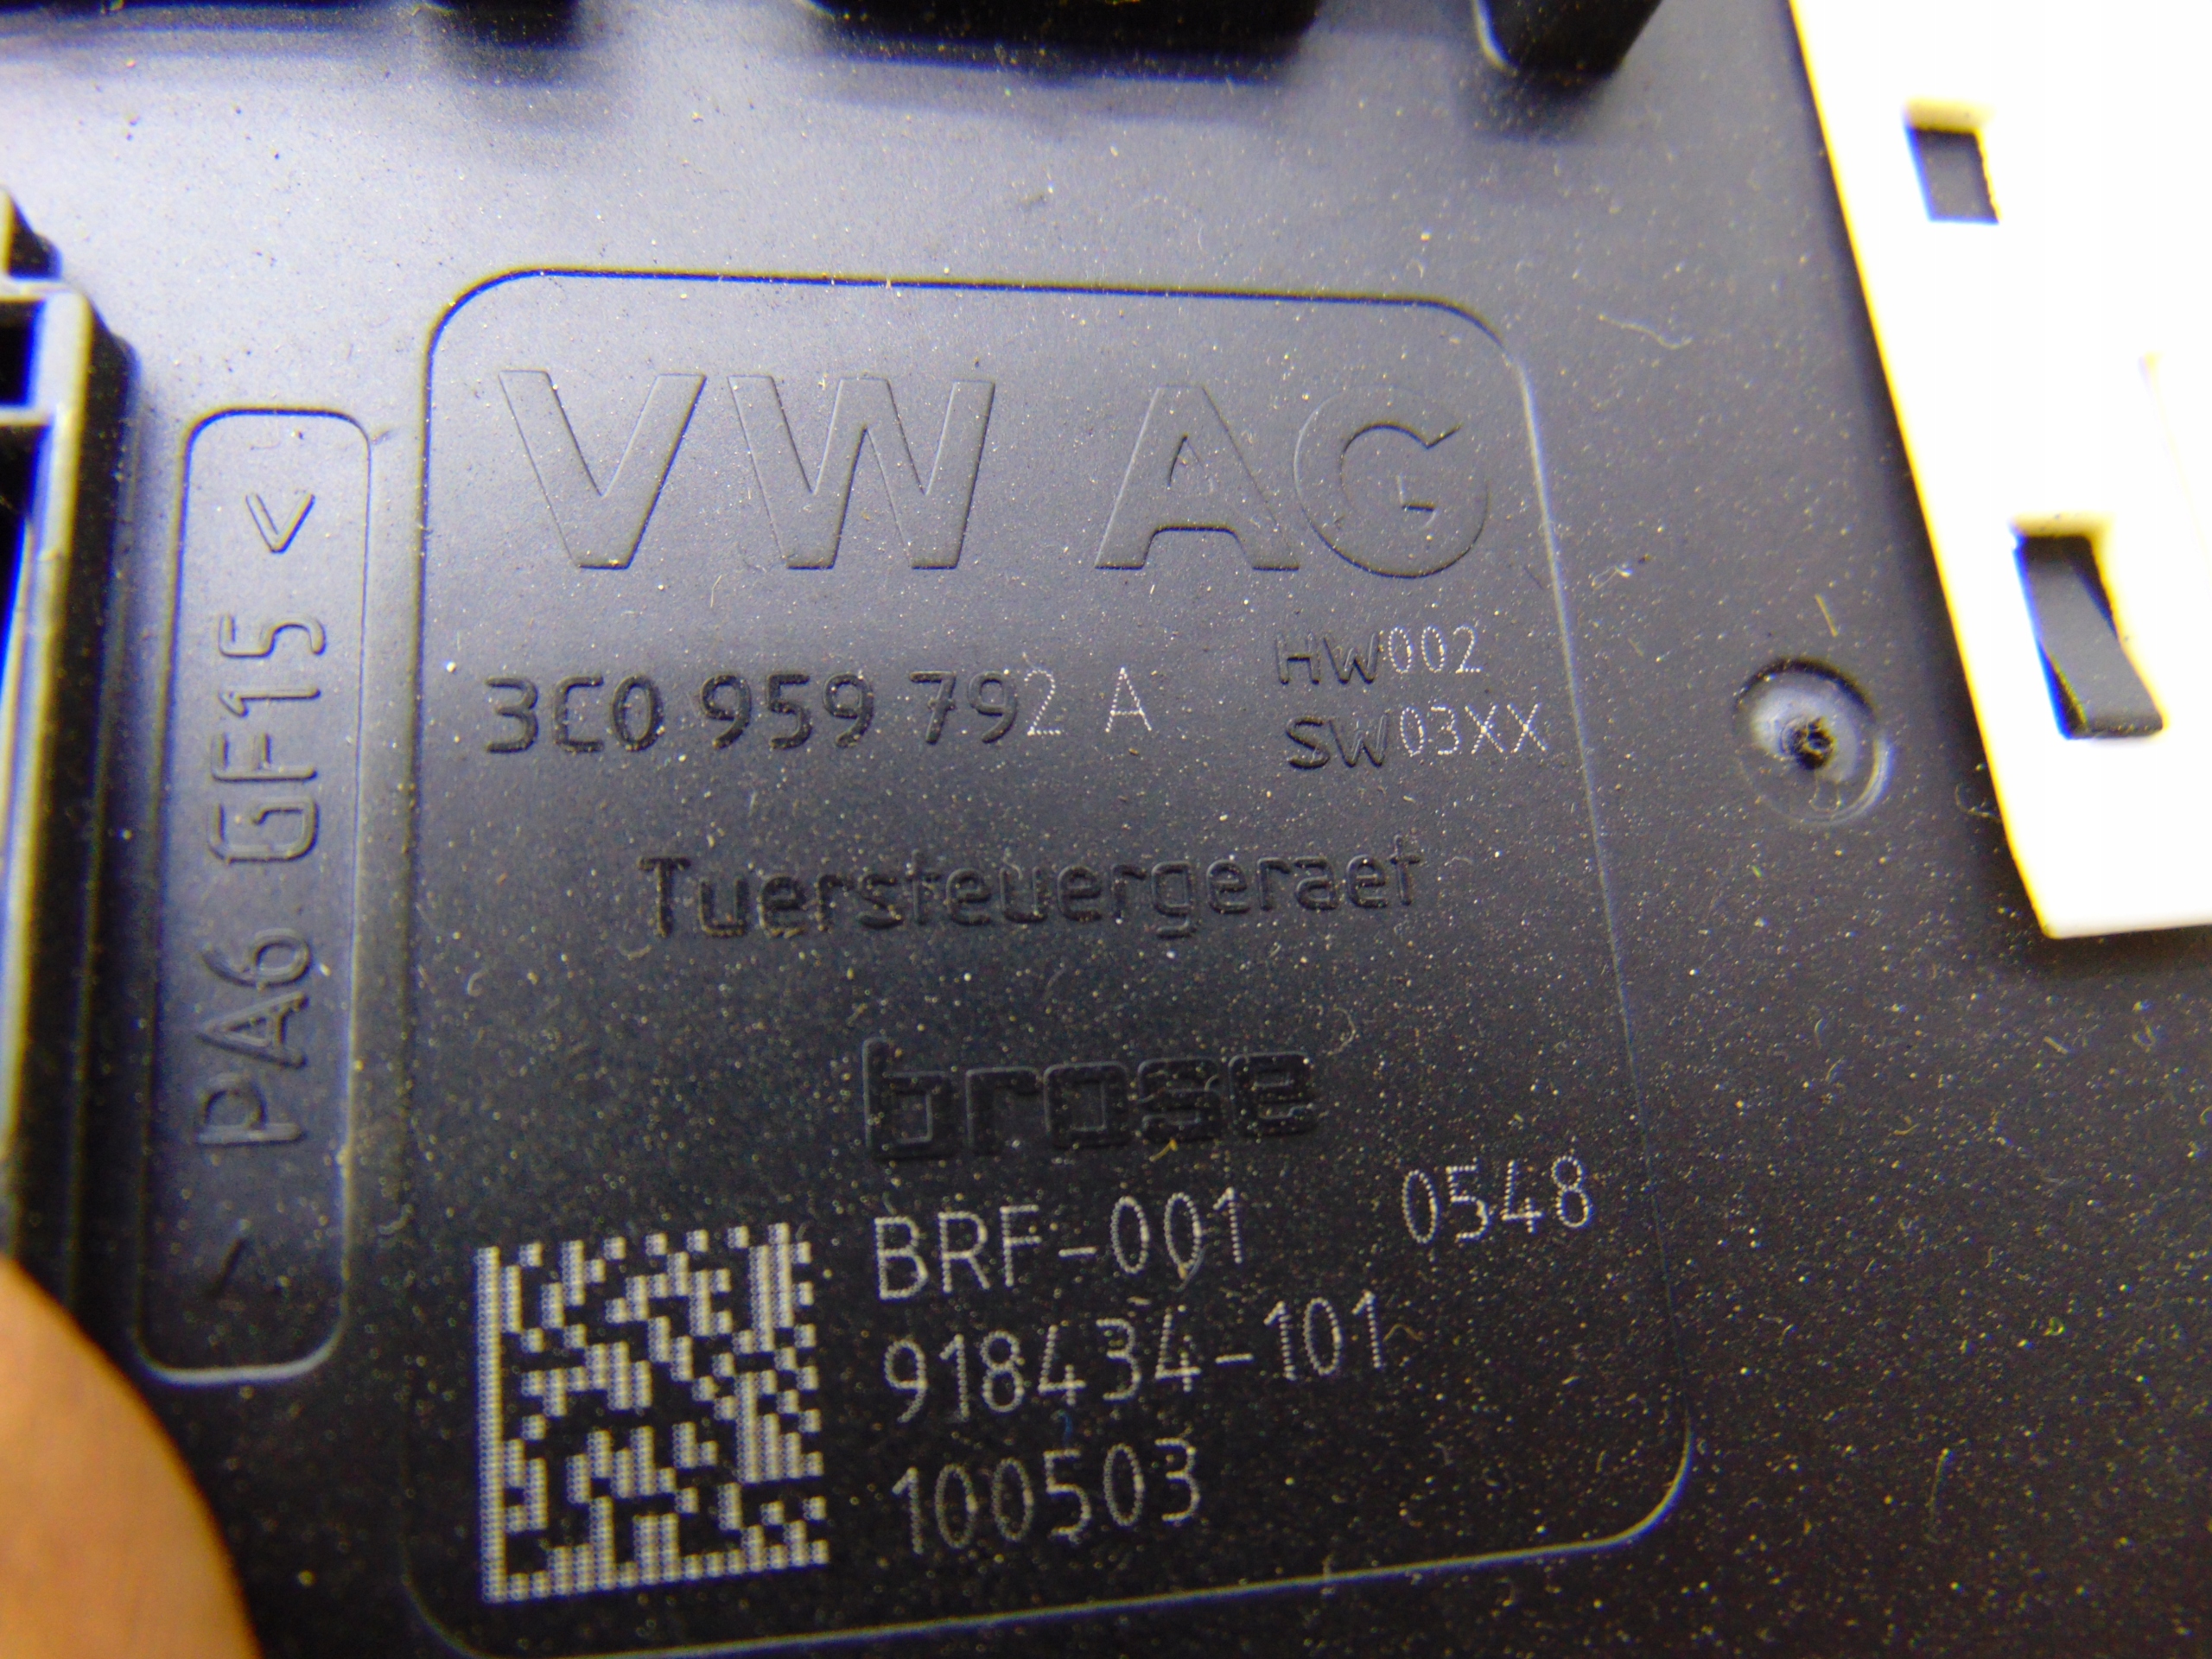 VW AG
3C0 959 792 A
HW002
SW03XX
Tuersteuergeraet
brose
BRF-001 0548
918434-101
100503
> PA6 GF15 <